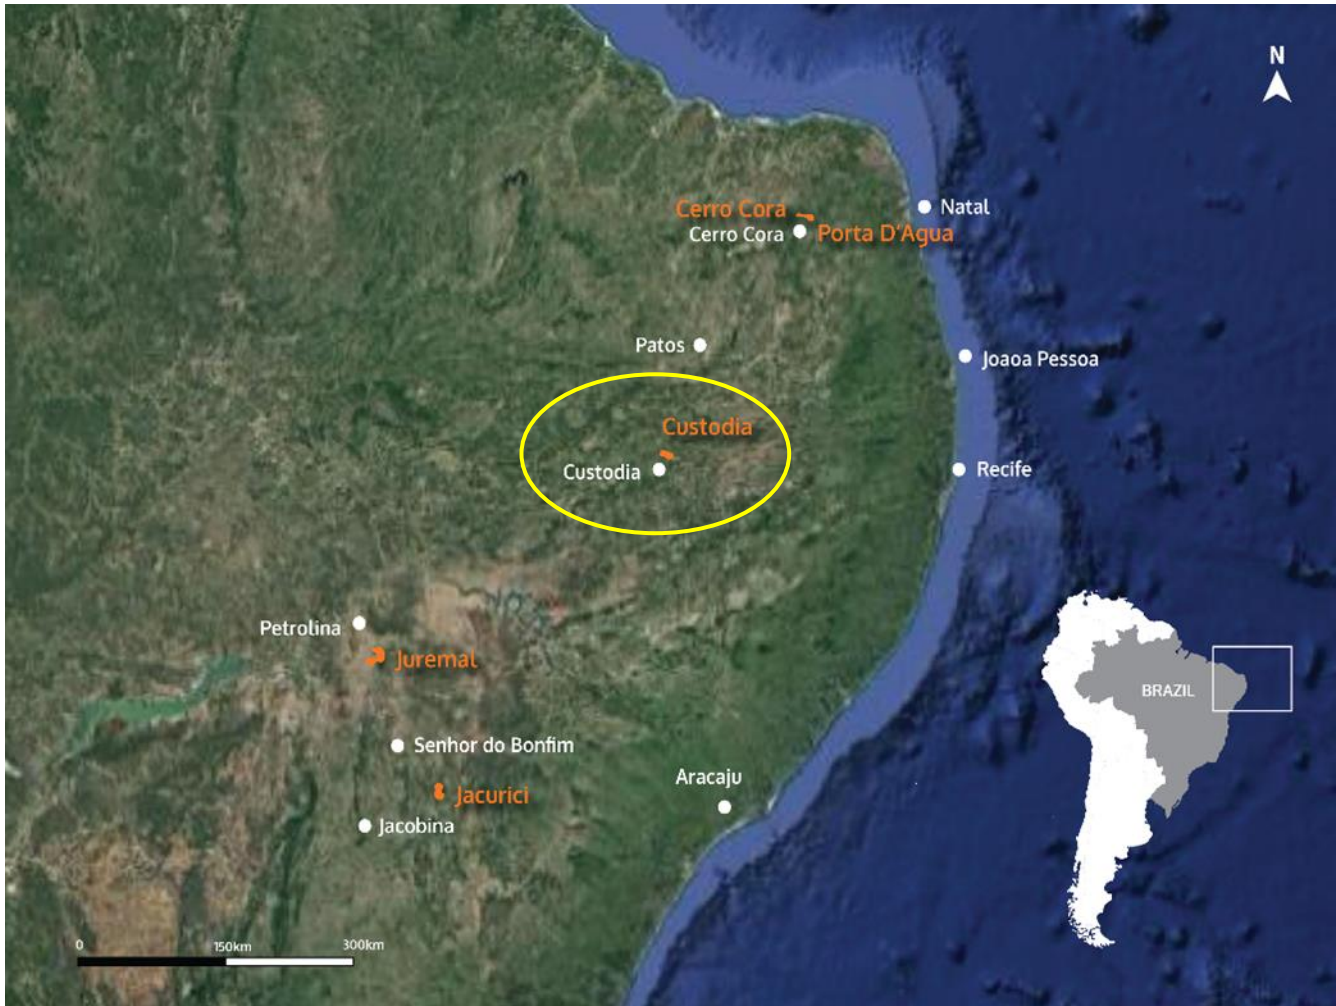 N
Cerro Cora
Natal
Cerro Cora
Porta D'Agua
Patos
Joaoa Pessoa
Custodia
Custodia
Recife
Petrolina
Juremal
BRAZIL
Senhor do Bonfim
Aracaju
Jacurici
Jacobina
0 150km 300km